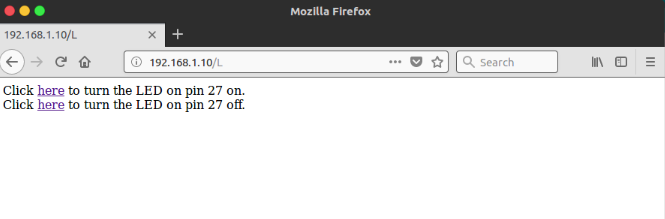 Mozilla Firefox
192.168.1.10/L
192.168.1.10/L
Search
Click here to turn the LED on pin 27 on.
Click here to turn the LED on pin 27 off.